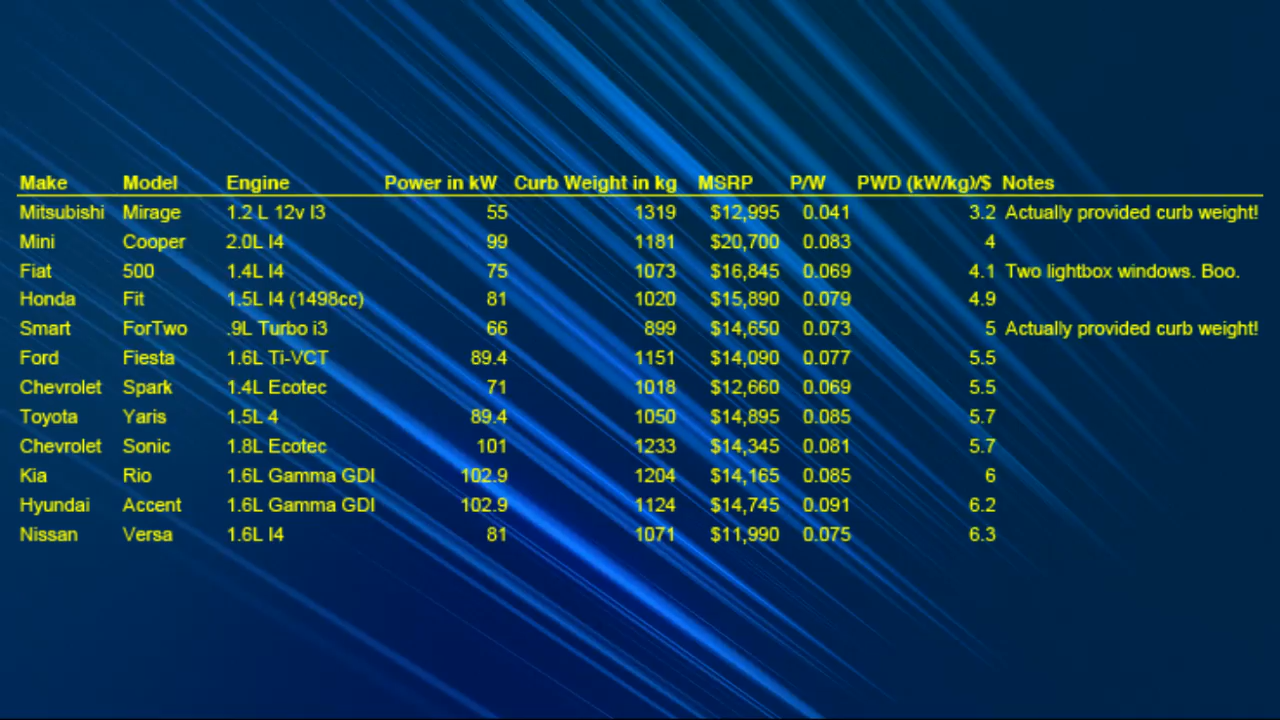 Make Model Engine Power in kW Curb Weight in kg MSRP P/W PWD (kW/kg)/$ Notes
Mitsubishi Mirage 1.2 L 12v I3 55 1319 $12,995 0.041 3.2 Actually provided curb weight!
Mini Cooper 2.0L I4 99 1181 $20,700 0.083 4
Fiat 500 1.4L I4 75 1073 $16,845 0.069 4.1 Two lightbox windows. Boo.
Honda Fit 1.5L I4 (1498cc) 81 1020 $15,890 0.079 4.9
Smart ForTwo .9L Turbo i3 66 899 $14,650 0.073 5 Actually provided curb weight!
Ford Fiesta 1.6L Ti-VCT 89.4 1151 $14,090 0.077 5.5
Chevrolet Spark 1.4L Ecotec 71 1018 $12,660 0.069 5.5
Toyota Yaris 1.5L 4 89.4 1050 $14,895 0.085 5.7
Chevrolet Sonic 1.8L Ecotec 101 1233 $14,345 0.081 5.7
Kia Rio 1.6L Gamma GDI 102.9 1204 $14,165 0.085 6
Hyundai Accent 1.6L Gamma GDI 102.9 1124 $14,745 0.091 6.2
Nissan Versa 1.6L I4 81 1071 $11,990 0.075 6.3